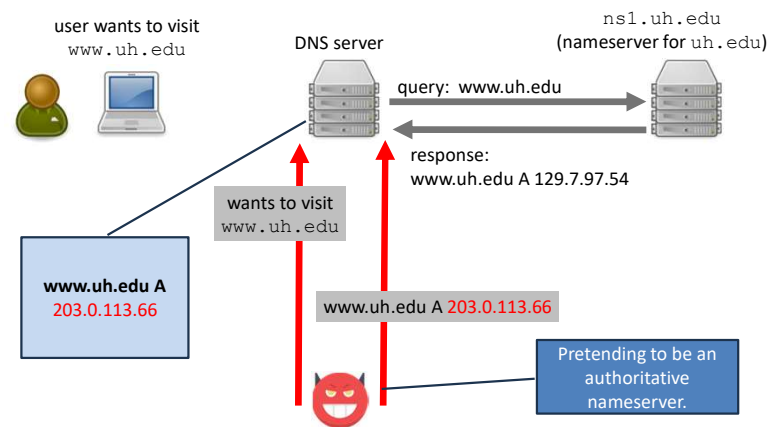 user wants to visit
www.uh.edu
DNS server
ns1.uh.edu
(nameserver for uh.edu)
query: www.uh.edu
response:
www.uh.edu A 129.7.97.54
wants to visit
www.uh.edu
www.uh.edu A
203.0.113.66
www.uh.edu A 203.0.113.66
Pretending to be an
authoritative
nameserver.